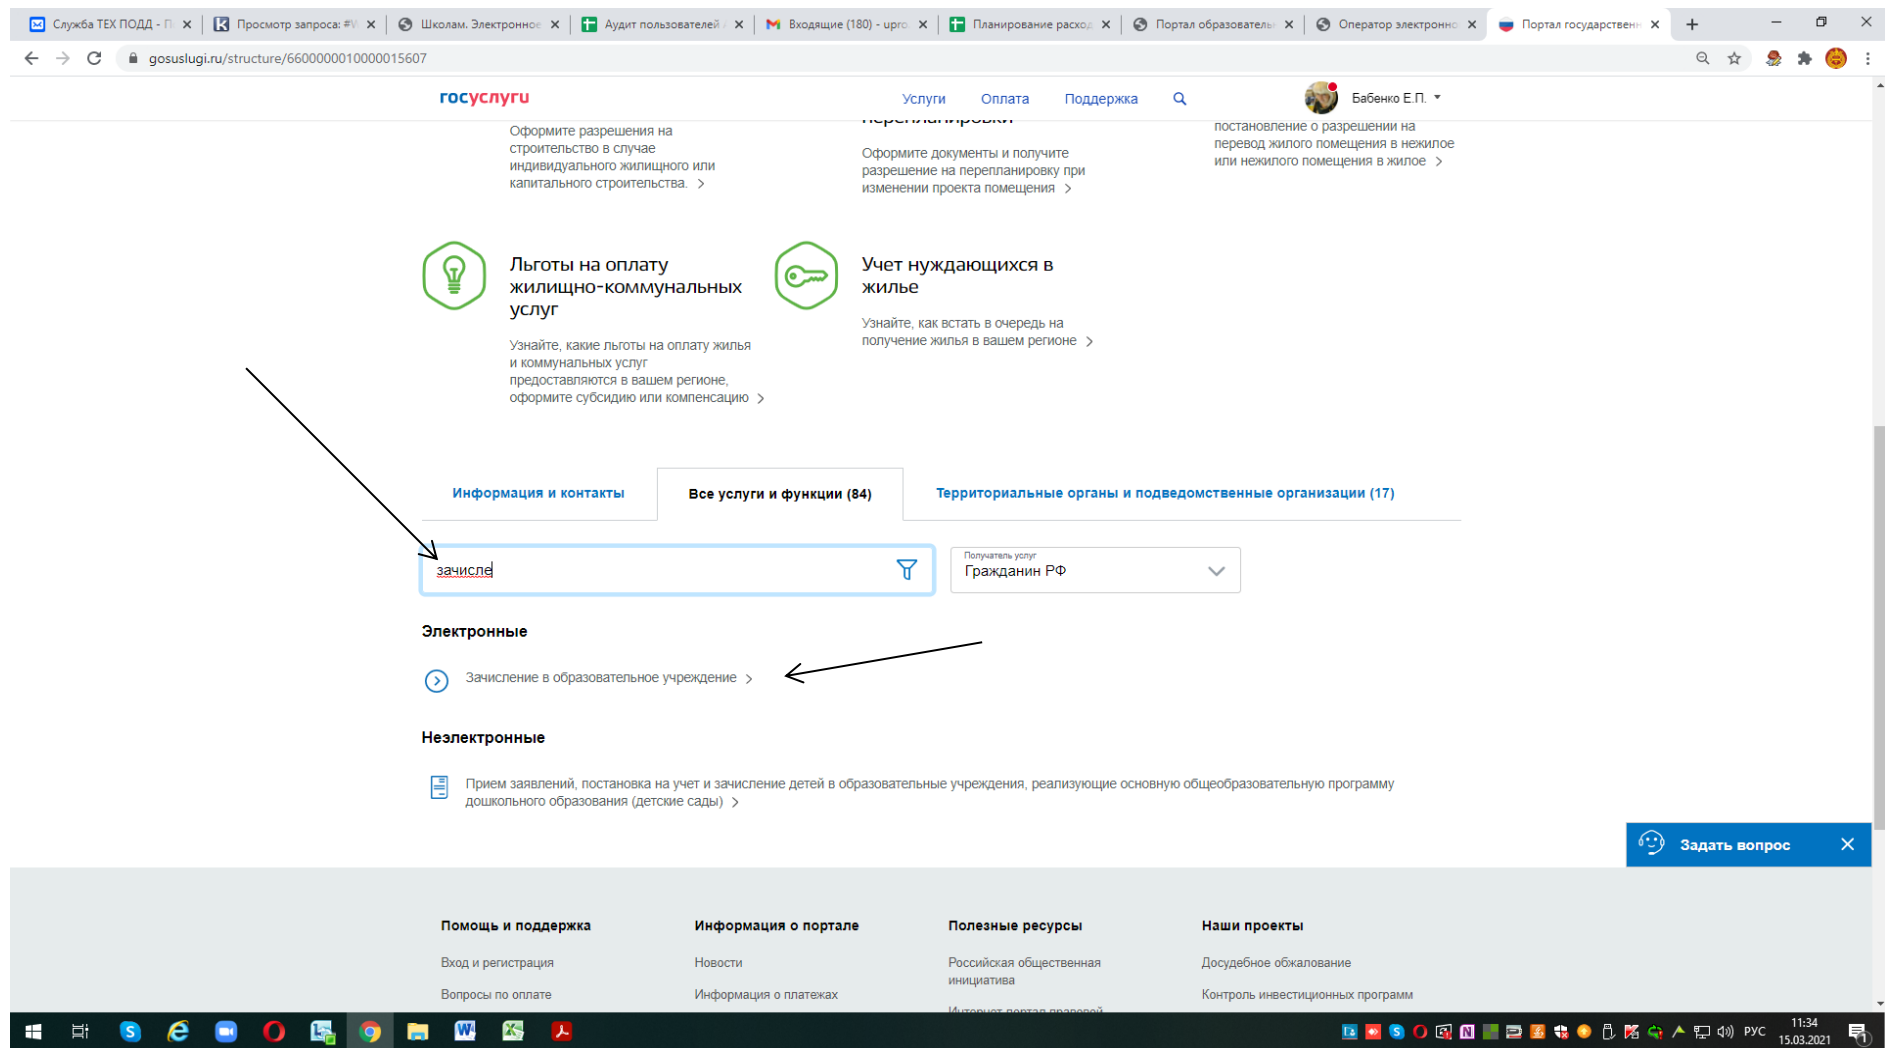 Служба ТЕХ ПОДД - П
Просмотр запроса: #W
Школам. Электронное
Аудит пользователей
Входящие (180) - upro
Планирование расход
Портал образователь
Оператор электронно
Портал государственн
gosuslugi.ru/structure/6600000010000015607
госуслуги
Услуги
Оплата
Поддержка
Бабенко Е.П.
Оформите разрешения на
строительство в случае
индивидуального жилищного или
капитального строительства.
перепланировки
Оформите документы и получите
разрешение на перепланировку при
изменении проекта помещения
постановление о разрешении на
перевод жилого помещения в нежилое
или нежилого помещения в жилое
Льготы на оплату
жилищно-коммунальных
услуг
Узнайте, какие льготы на оплату жилья
и коммунальных услуг
предоставляются в вашем регионе,
оформите субсидию или компенсацию
Учет нуждающихся в
жилье
Узнайте, как встать в очередь на
получение жилья в вашем регионе
Информация и контакты
Все услуги и функции (84)
Территориальные органы и подведомственные организации (17)
зачисле
Получатель услуг
Гражданин РФ
Электронные
Зачисление в образовательное учреждение
Неэлектронные
Прием заявлений, постановка на учет и зачисление детей в образовательные учреждения, реализующие основную общеобразовательную программу
дошкольного образования (детские сады)
Задать вопрос
Помощь и поддержка
Вход и регистрация
Вопросы по оплате
Информация о портале
Новости
Информация о платежах
Полезные ресурсы
Российская общественная
инициатива
Интернет-портал правовой
Наши проекты
Досудебное обжалование
Контроль инвестиционных программ
РУС
11:34
15.03.2021